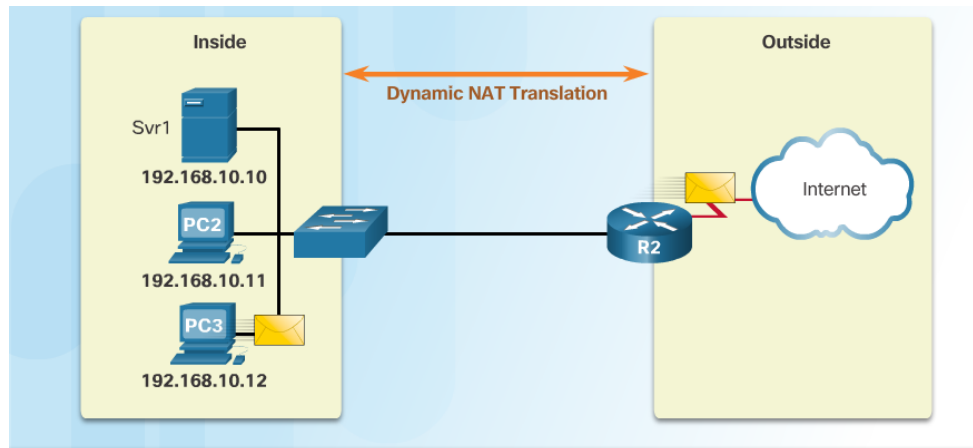 Inside
Outside
Dynamic NAT Translation
Svr1
192.168.10.10
PC2
192.168.10.11
PC3
192.168.10.12
R2
Internet